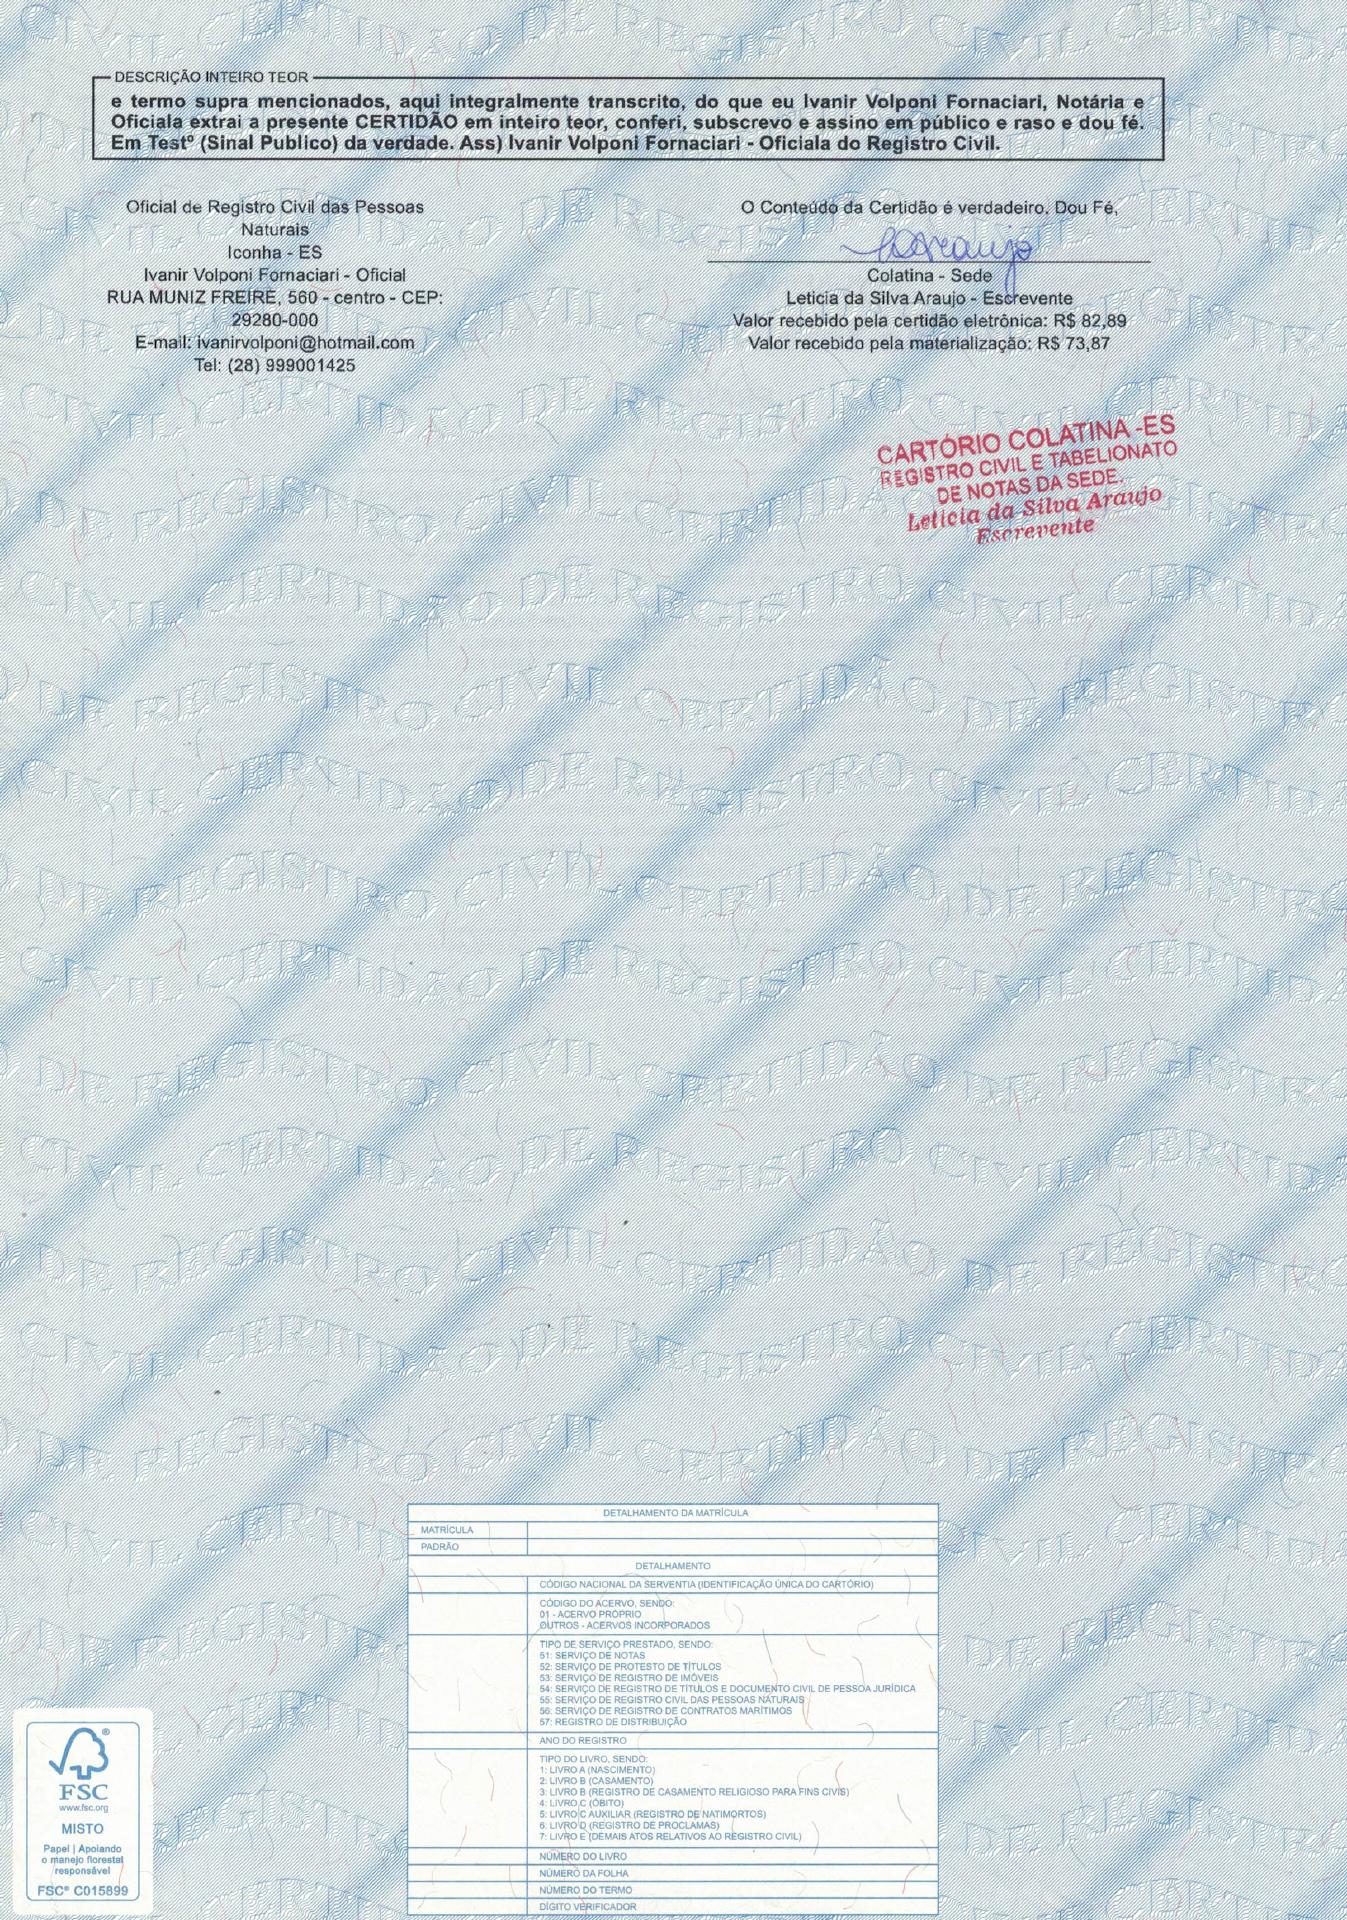 DESCRIÇÃO INTEIRO TEOR
e termo supra mencionados, aqui integralmente transcrito, do que eu Ivanir Volponi Fornaciari, Notária e
Oficiala extrai a presente CERTIDÃO em inteiro teor, conferi, subscrevo e assino em público e raso e dou fé.
Em Testº (Sinal Publico) da verdade. Ass) Ivanir Volponi Fornaciari - Oficiala do Registro Civil.
Oficial de Registro Civil das Pessoas
Naturais
Iconha - ES
Ivanir Volponi Fornaciari - Oficial
RUA MUNIZ FREIRE, 560 - centro - CEP:
29280-000
E-mail: ivanirvolponi@hotmail.com
Tel: (28) 999001425
O Conteúdo da Certidão é verdadeiro. Dou Fé,
Colatina - Sede
Leticia da Silva Araujo - Escrevente
Valor recebido pela certidão eletrônica: R$ 82,89
Valor recebido pela materialização: R$ 73,87
CARTÓRIO COLATINA -ES
REGISTRO CIVIL E TABELIONATO
DE NOTAS DA SEDE.
Leticia da Silva Araujo
Escrevente
DETALHAMENTO DA MATRÍCULA
MATRÍCULA
PADRÃO
DETALHAMENTO
CÓDIGO NACIONAL DA SERVENTIA (IDENTIFICAÇÃO ÚNICA DO CARTÓRIO)
CÓDIGO DO ACERVO, SENDO:
01 - ACERVO PRÓPRIO
OUTROS - ACERVOS INCORPORADOS
TIPO DE SERVIÇO PRESTADO, SENDO:
51: SERVIÇO DE NOTAS
52: SERVIÇO DE PROTESTO DE TÍTULOS
53: SERVIÇO DE REGISTRO DE IMÓVEIS
54: SERVIÇO DE REGISTRO DE TÍTULOS E DOCUMENTO CIVIL DE PESSOA JURÍDICA
55: SERVIÇO DE REGISTRO CIVIL DAS PESSOAS NATURAIS
56: SERVIÇO DE REGISTRO DE CONTRATOS MARÍTIMOS
57: REGISTRO DE DISTRIBUIÇÃO
ANO DO REGISTRO
TIPO DO LIVRO, SENDO:
1: LIVRO A (NASCIMENTO)
2: LIVRO B (CASAMENTO)
3: LIVRO B (REGISTRO DE CASAMENTO RELIGIOSO PARA FINS CIVIS)
4: LIVRO C (ÓBITO)
5: LIVRO C AUXILIAR (REGISTRO DE NATIMORTOS)
6: LIVRO D (REGISTRO DE PROCLAMAS)
7: LIVRO E (DEMAIS ATOS RELATIVOS AO REGISTRO CIVIL)
NÚMERO DO LIVRO
NÚMERO DA FOLHA
NÚMERO DO TERMO
DÍGITO VERIFICADOR
FSC
www.fsc.org
MISTO
Papel | Apoiando
o manejo florestal
responsável
FSC® C015899